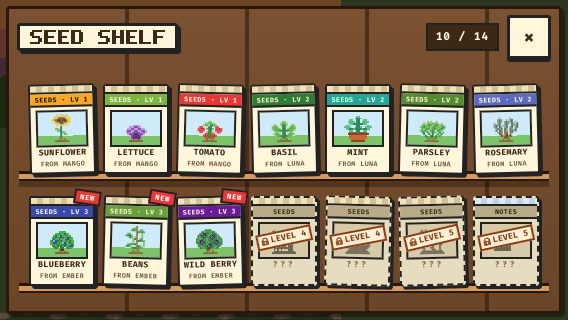 SEED SHELF
10 / 14
×
SEEDS · LV 1
SUNFLOWER
FROM MANGO
SEEDS · LV 1
LETTUCE
FROM MANGO
SEEDS · LV 1
TOMATO
FROM MANGO
SEEDS · LV 2
BASIL
FROM LUNA
SEEDS · LV 2
MINT
FROM LUNA
SEEDS · LV 2
PARSLEY
FROM LUNA
SEEDS · LV 2
ROSEMARY
FROM LUNA
NEW
SEEDS · LV 3
BLUEBERRY
FROM EMBER
NEW
SEEDS · LV 3
BEANS
FROM EMBER
NEW
SEEDS · LV 3
WILD BERRY
FROM EMBER
SEEDS
LEVEL 4
???
SEEDS
LEVEL 4
???
SEEDS
LEVEL 5
???
NOTES
LEVEL 5
???